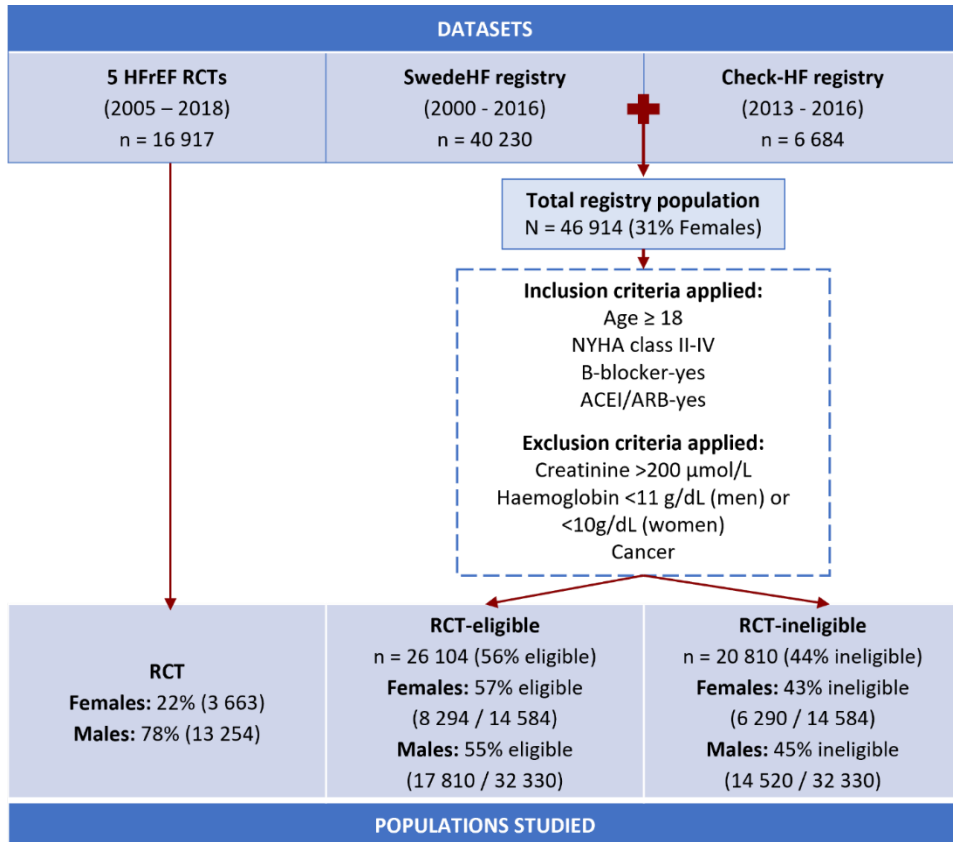 DATASETS
5 HFrEF RCTs
(2005 – 2018)
n = 16 917
SwedeHF registry
(2000 - 2016)
n = 40 230
Check-HF registry
(2013 - 2016)
n = 6 684
Total registry population
N = 46 914 (31% Females)
Inclusion criteria applied:
Age ≥ 18
NYHA class II-IV
B-blocker-yes
ACEI/ARB-yes
Exclusion criteria applied:
Creatinine >200 µmol/L
Haemoglobin <11 g/dL (men) or
<10g/dL (women)
Cancer
RCT
Females: 22% (3 663)
Males: 78% (13 254)
RCT-eligible
n = 26 104 (56% eligible)
Females: 57% eligible
(8 294 / 14 584)
Males: 55% eligible
(17 810 / 32 330)
RCT-ineligible
n = 20 810 (44% ineligible)
Females: 43% ineligible
(6 290 / 14 584)
Males: 45% ineligible
(14 520 / 32 330)
POPULATIONS STUDIED